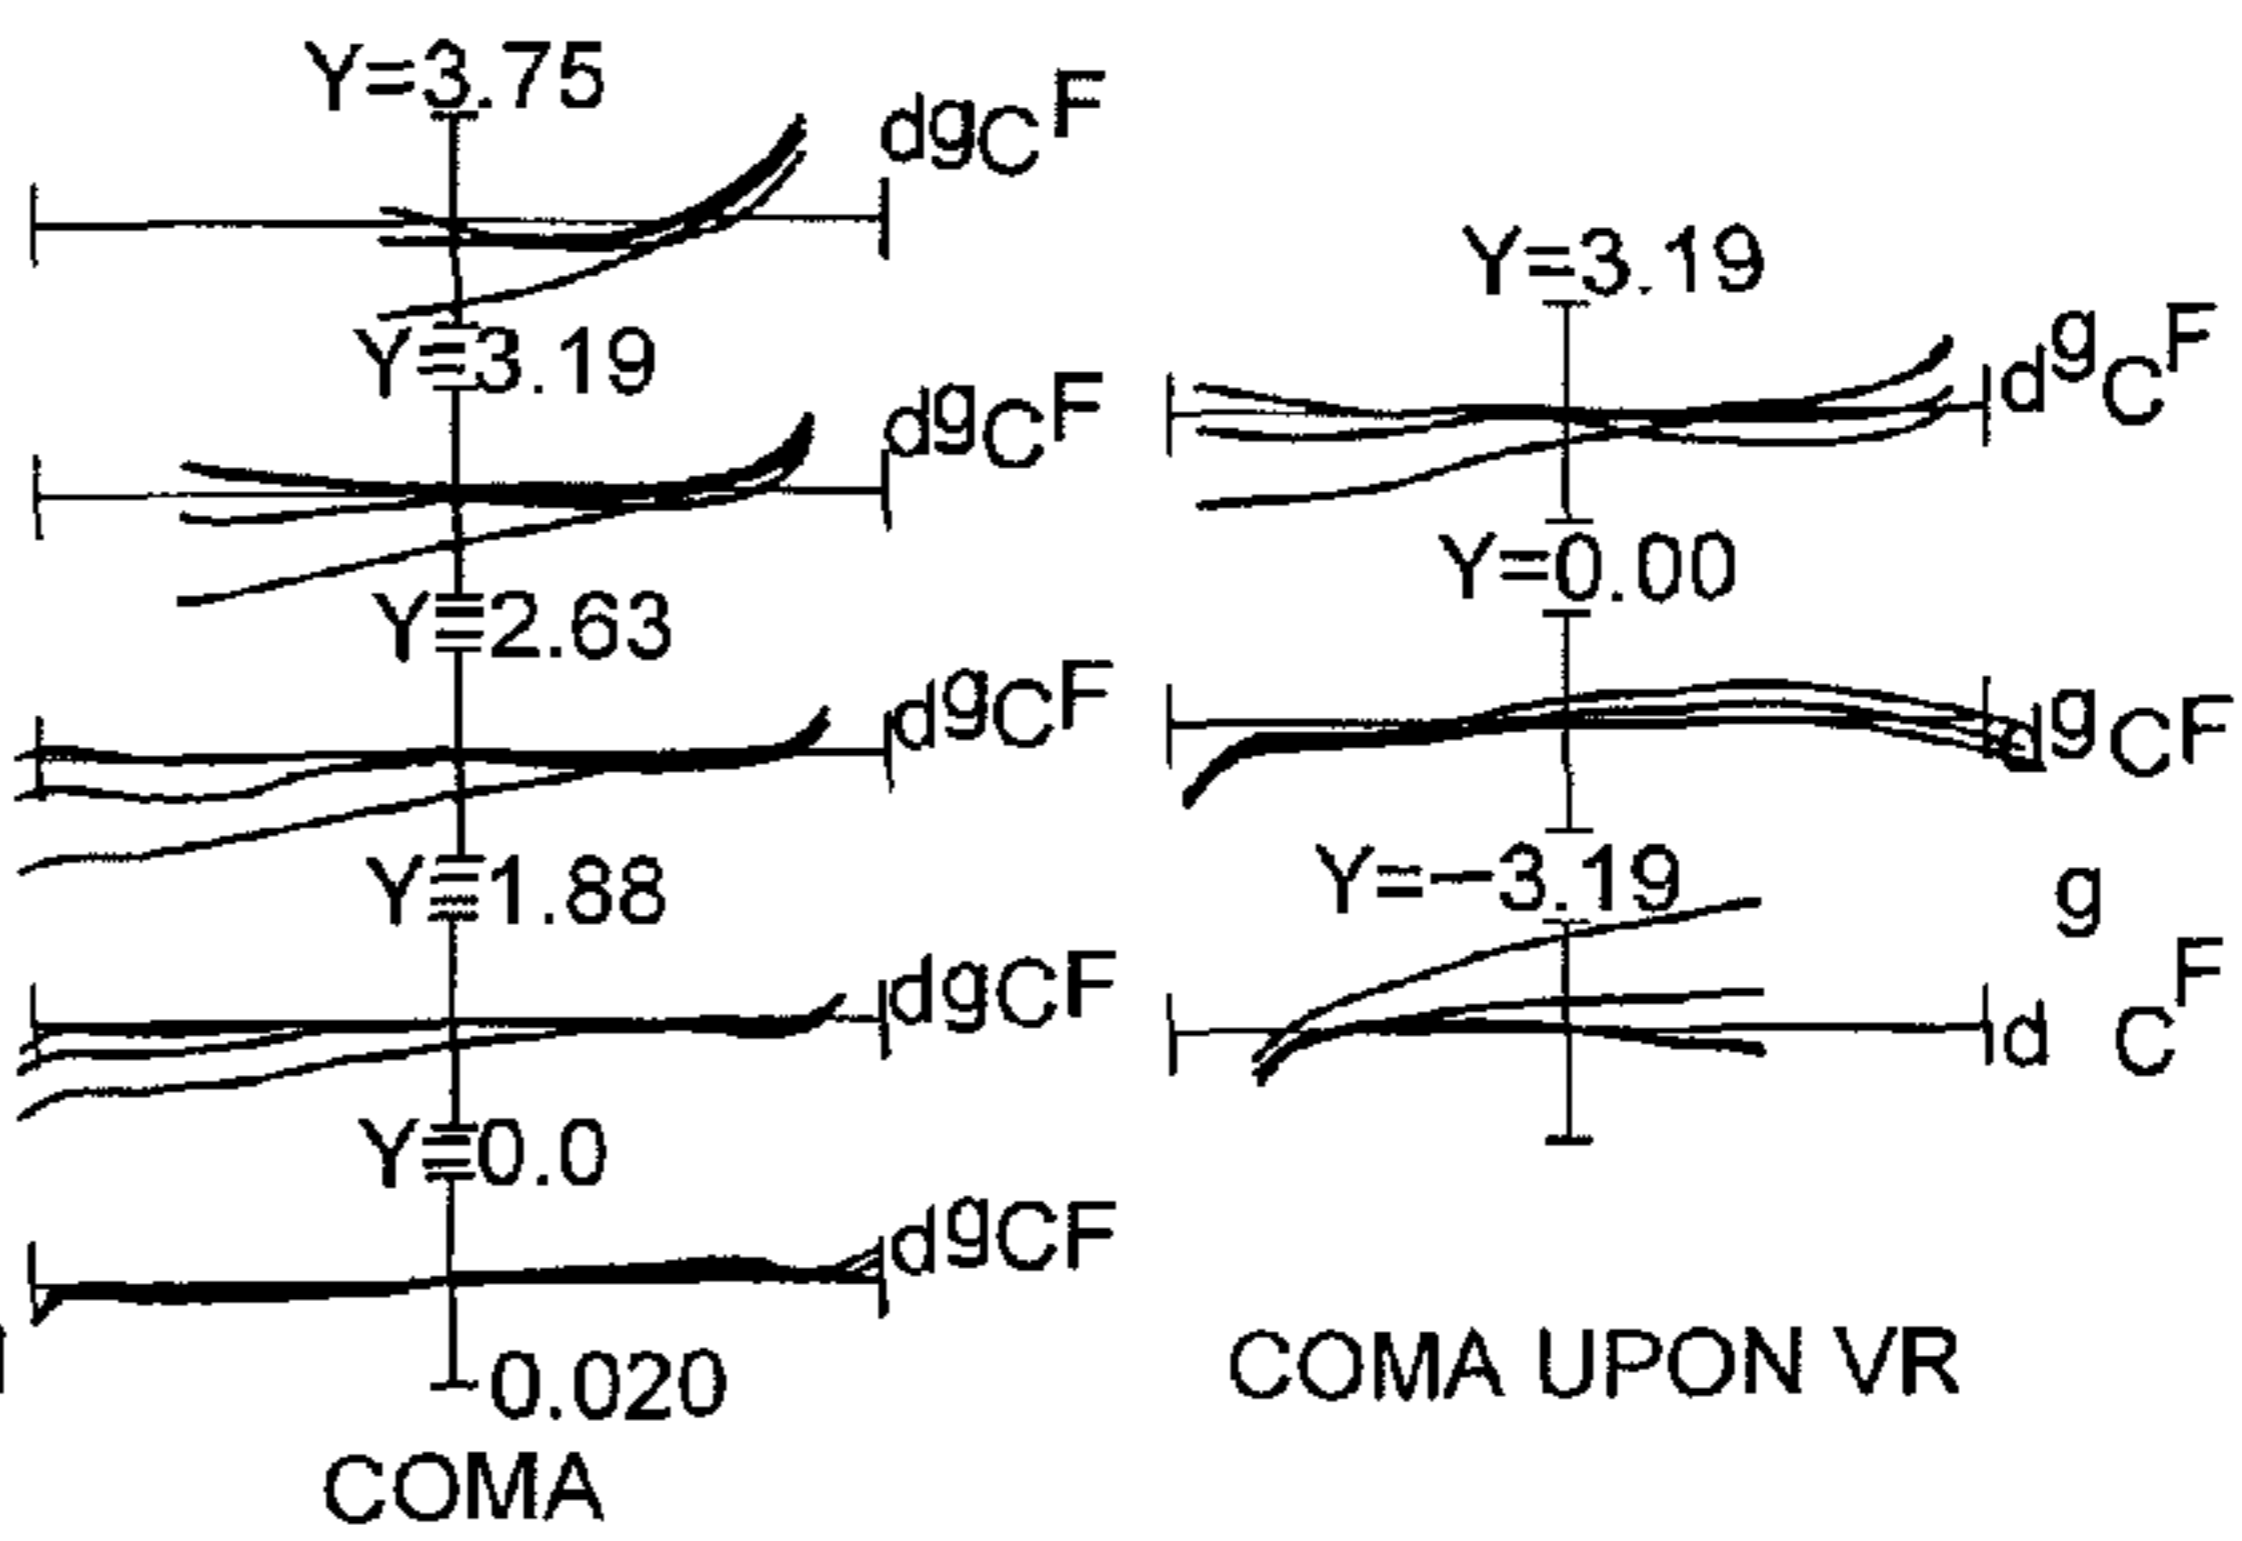 Y=3.75
dgCF
Y=3.19
dgCF
Y=2.63
dgCF
Y=1.88
dgCF
Y=0.0
dgCF
0.020
COMA
Y=3.19
dgCF
Y=0.00
dgCF
Y=-3.19
dgCF
COMA UPON VR